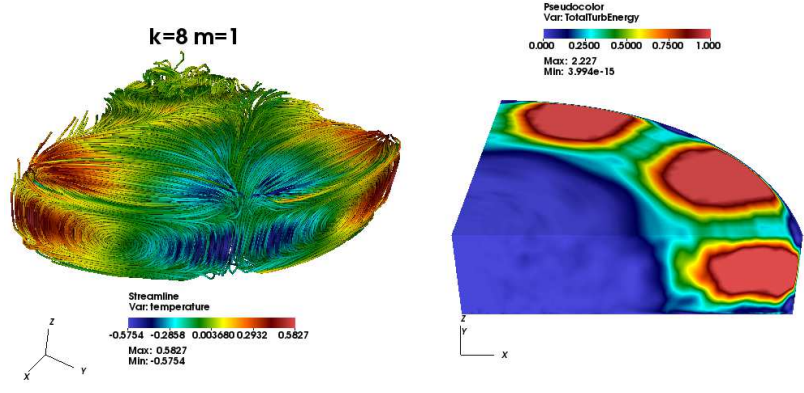 k=8 m=1
Streamline
Var: temperature
-0.5754 -0.2858 0.003680 0.2932 0.5827
Max: 0.5827
Min: -0.5754
Z
X
Y
Pseudocolor
Var: TotalTurbEnergy
0.000 0.2500 0.5000 0.7500 1.000
Max: 2.227
Min: 3.994e-15
Z
Y
X